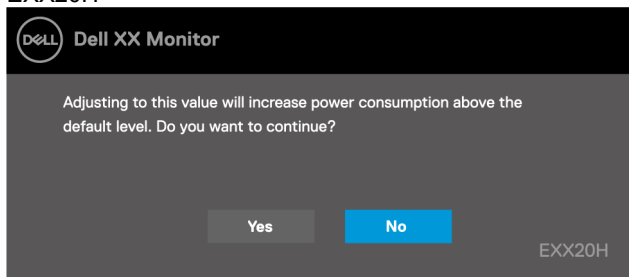 EXX20H
DELL Dell XX Monitor
Adjusting to this value will increase power consumption above the
default level. Do you want to continue?
Yes No
EXX20H